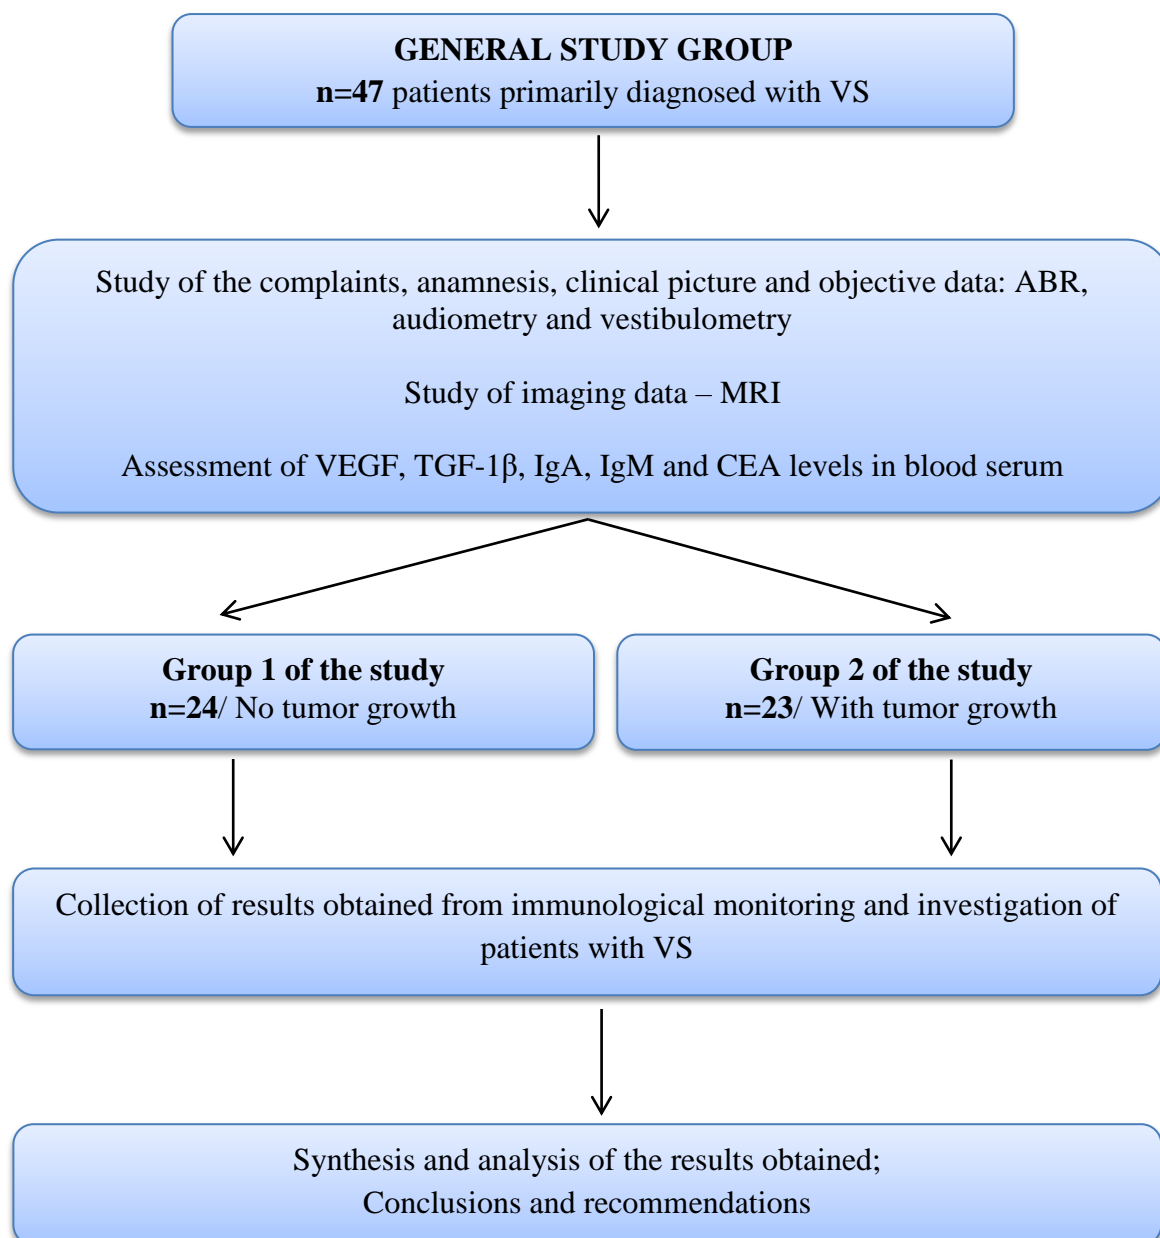 GENERAL STUDY GROUP
n=47 patients primarily diagnosed with VS
Study of the complaints, anamnesis, clinical picture and objective data: ABR,
audiometry and vestibulometry
Study of imaging data – MRI
Assessment of VEGF, TGF-1β, IgA, IgM and CEA levels in blood serum
Group 1 of the study
n=24/ No tumor growth
Group 2 of the study
n=23/ With tumor growth
Collection of results obtained from immunological monitoring and investigation of
patients with VS
Synthesis and analysis of the results obtained;
Conclusions and recommendations